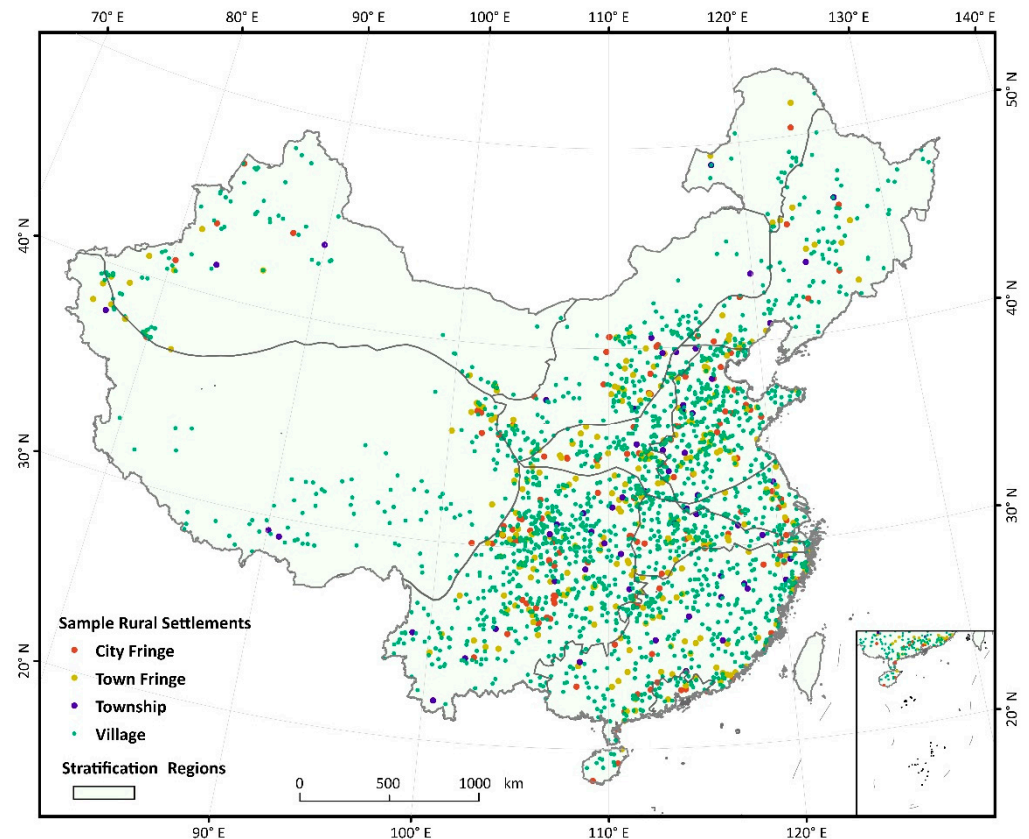 70° E 80° E 90° E 100° E 110° E 120° E 130° E 140° E
50° N
40° N
40° N
30° N
30° N
20° N
20° N
Sample Rural Settlements
City Fringe
Town Fringe
Township
Village
Stratification Regions
0 500 1000 km
90° E 100° E 110° E 120° E